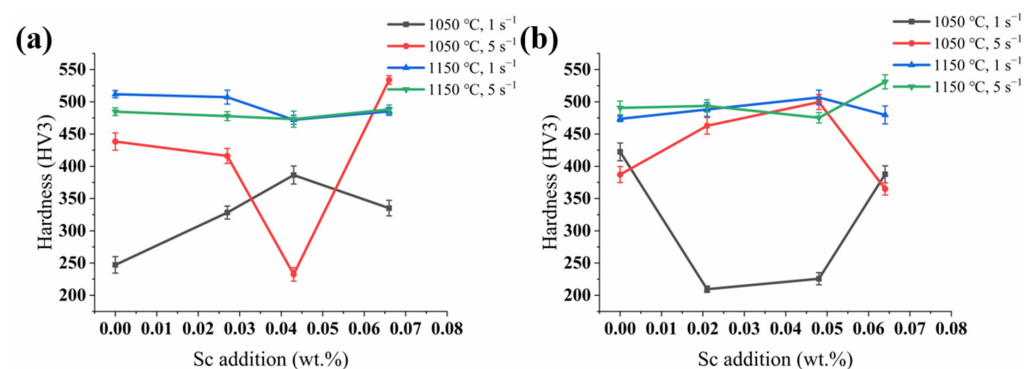 (a)
1050 ℃, 1 s⁻¹
1050 ℃, 5 s⁻¹
1150 ℃, 1 s⁻¹
1150 ℃, 5 s⁻¹
550
500
450
400
350
300
250
200
Hardness (HV3)
0.00 0.01 0.02 0.03 0.04 0.05 0.06 0.07 0.08
Sc addition (wt.%)
(b)
1050 ℃, 1 s⁻¹
1050 ℃, 5 s⁻¹
1150 ℃, 1 s⁻¹
1150 ℃, 5 s⁻¹
550
500
450
400
350
300
250
200
Hardness (HV3)
0.00 0.01 0.02 0.03 0.04 0.05 0.06 0.07 0.08
Sc addition (wt.%)